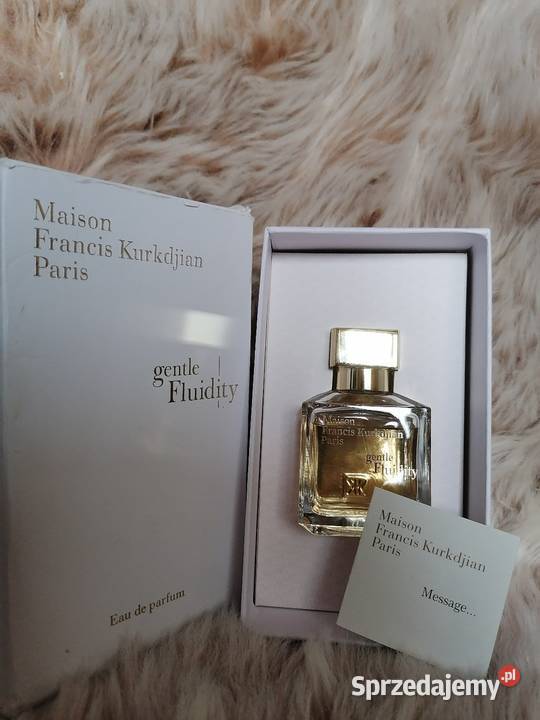 Maison
Francis Kurkdjian
Paris
gentle
Fluidity
Eau de parfum
Maison
Francis Kurkdjian
Paris
gentle
Fluidity
Maison
Francis Kurkdjian
Paris
Message...
Sprzedajemy.pl